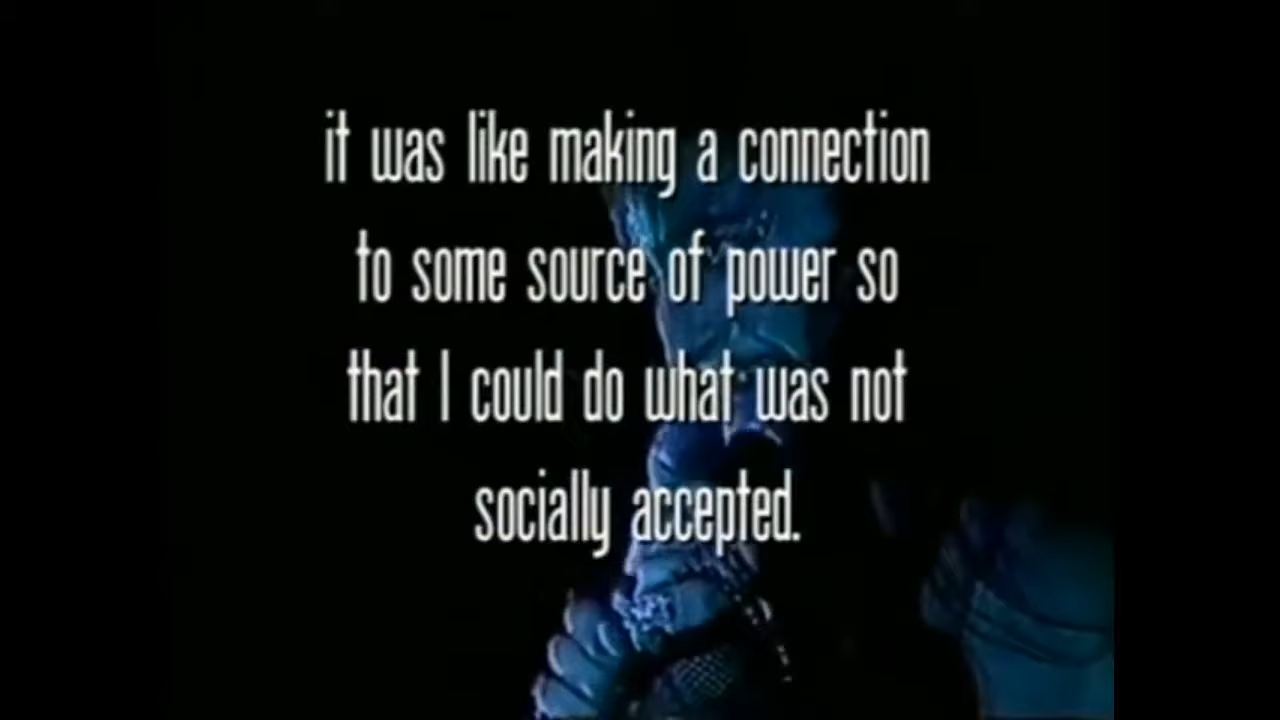 it was like making a connection
to some source of power so
that I could do what was not
socially accepted.